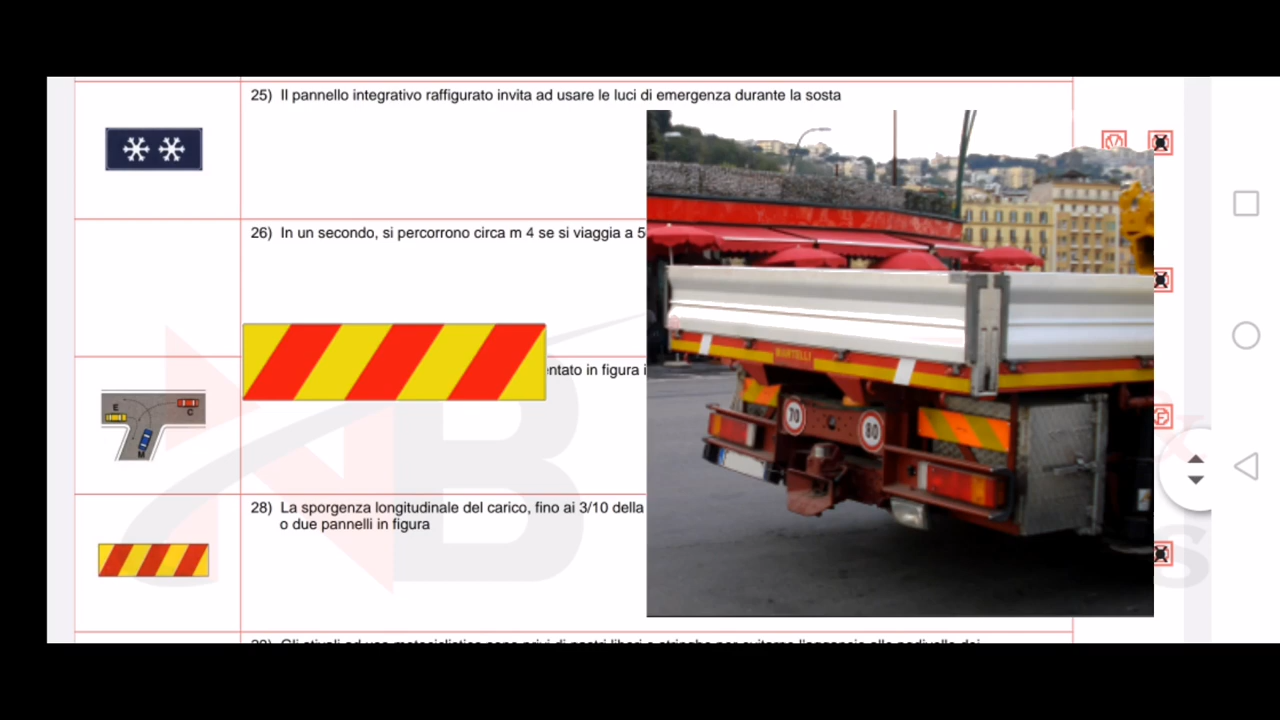 25) Il pannello integrativo raffigurato invita ad usare le luci di emergenza durante la sosta
V
26) In un secondo, si percorrono circa m 4 se si viaggia a 5
entato in figura i
E
C
M
F
28) La sporgenza longitudinale del carico, fino ai 3/10 della
o due pannelli in figura
BARTELLI
70
80
B